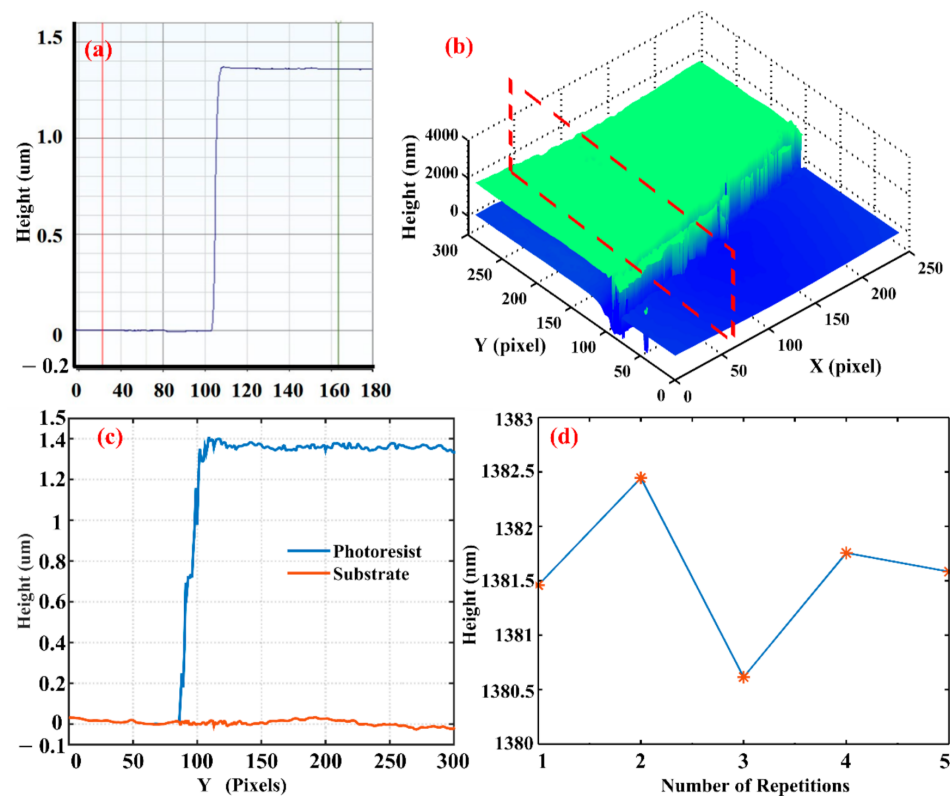 (a)
Height (um)
1.5
1.0
0.5
0
−0.2
0 40 80 100 120 140 160 180
(b)
Height (nm)
4000
2000
0
300
250
200
150
100
50
0
Y (pixel)
0
50
100
150
200
250
X (pixel)
(c)
Height (um)
1.5
1.4
1.2
1
0.8
0.6
0.4
0.2
0
−0.1
Photoresist
Substrate
0 50 100 150 200 250 300
Y (Pixels)
(d)
Height (nm)
1383
1382.5
1382
1381.5
1381
1380.5
1380
1 2 3 4 5
Number of Repetitions